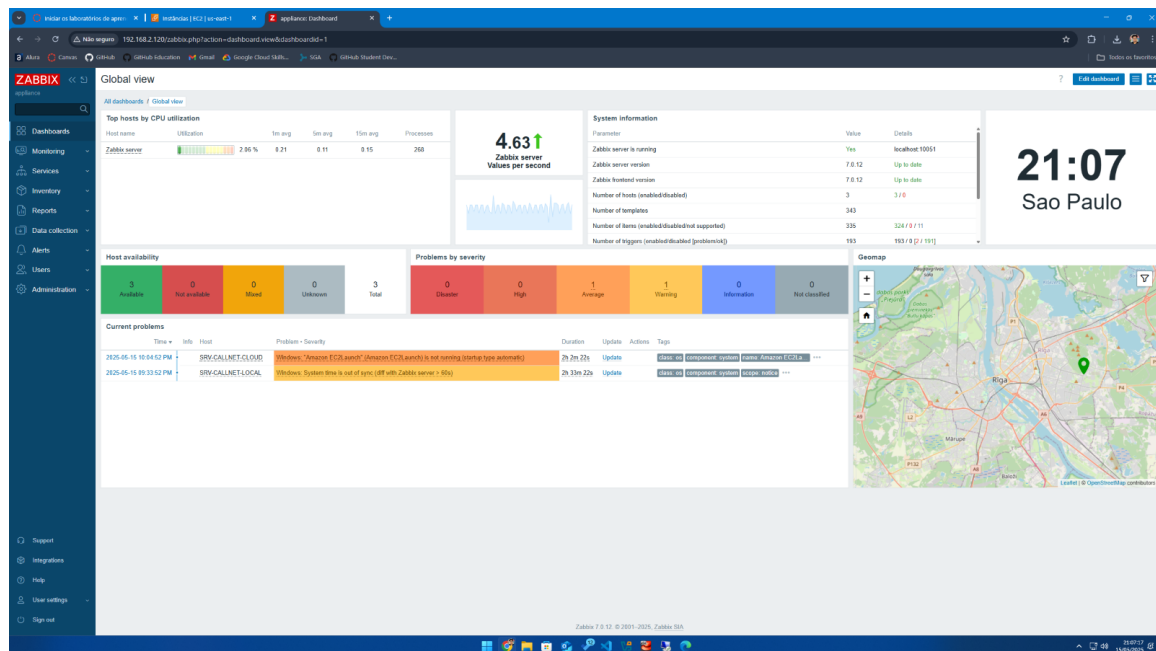 Iniciar os laboratórios de apren
Instâncias | EC2 | us-east-1
appliance: Dashboard
Não seguro 192.168.2.120/zabbix.php?action=dashboard.view&dashboardid=1
Alura Canvas GitHub GitHub Education Gmail Google Cloud Skills... SGA GitHub Student Dev... Todos os favoritos
ZABBIX
appliance
Dashboards
Monitoring
Services
Inventory
Reports
Data collection
Alerts
Users
Administration
Support
Integrations
Help
User settings
Sign out
Global view
? Edit dashboard
All dashboards / Global view
Top hosts by CPU utilization
Host name Utilization 1m avg 5m avg 15m avg Processes
Zabbix server 2.06 % 0.21 0.11 0.15 268
4.63
Zabbix server
Values per second
System information
Parameter Value Details
Zabbix server is running Yes localhost:10051
Zabbix server version 7.0.12 Up to date
Zabbix frontend version 7.0.12 Up to date
Number of hosts (enabled/disabled) 3 3 / 0
Number of templates 343
Number of items (enabled/disabled/not supported) 335 324 / 0 / 11
Number of triggers (enabled/disabled [problem/ok]) 193 193 / 0 [2 / 191]
21:07
Sao Paulo
Host availability
3 Available
0 Not available
0 Mixed
0 Unknown
3 Total
Problems by severity
0 Disaster
0 High
1 Average
1 Warning
0 Information
0 Not classified
Current problems
Time Info Host Problem • Severity Duration Update Actions Tags
2025-05-15 10:04:52 PM SRV-CALLNET-CLOUD Windows: "Amazon EC2Launch" (Amazon EC2Launch) is not running (startup type automatic) 2h 2m 22s Update class: os component: system name: Amazon EC2La...
2025-05-15 09:33:52 PM SRV-CALLNET-LOCAL Windows: System time is out of sync (diff with Zabbix server > 60s) 2h 33m 22s Update class: os component: system scope: notice
Geomap
+
−
Riga
Mārupe
P1
A2
P4
A6
A9
L2
P132
A8
Leaflet | © OpenStreetMap contributors
Zabbix 7.0.12. © 2001–2025, Zabbix SIA
21:07:17
15/05/2025